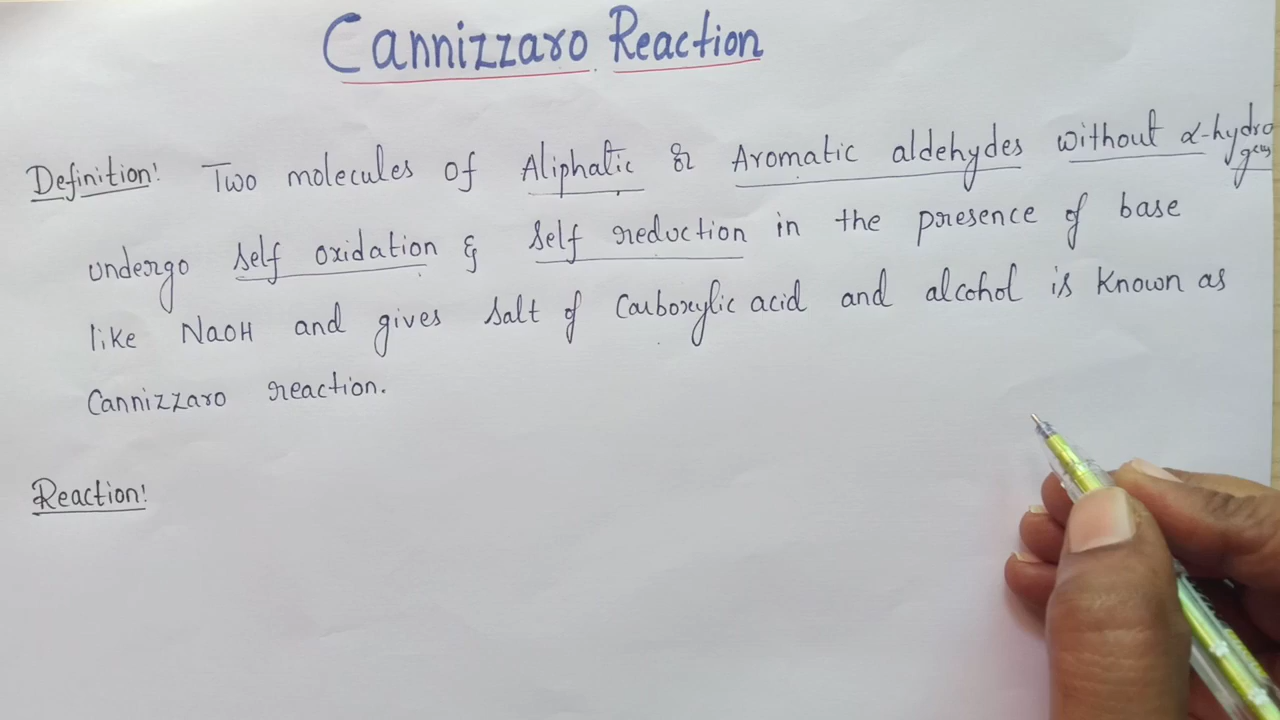 Cannizzaro Reaction
Definition: Two molecules of Aliphatic & Aromatic aldehydes without α-hydrogens
undergo self oxidation & self reduction in the presence of base
like NaOH and gives salt of Carboxylic acid and alcohol is known as
Cannizzaro reaction.
Reaction: